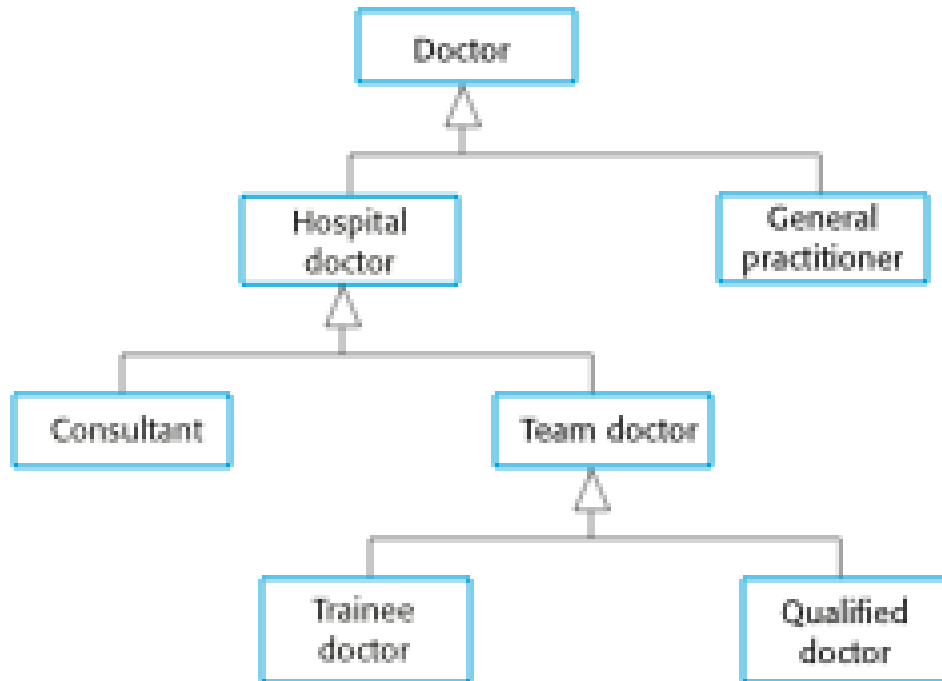 Doctor
Hospital
doctor
General
practitioner
Consultant
Team doctor
Trainee
doctor
Qualified
doctor